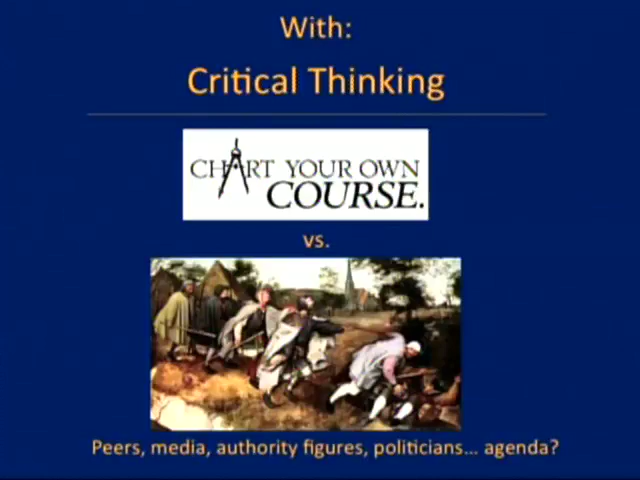 With:
Critical Thinking
CHART YOUR OWN
COURSE.
vs.
Peers, media, authority figures, politicians... agenda?